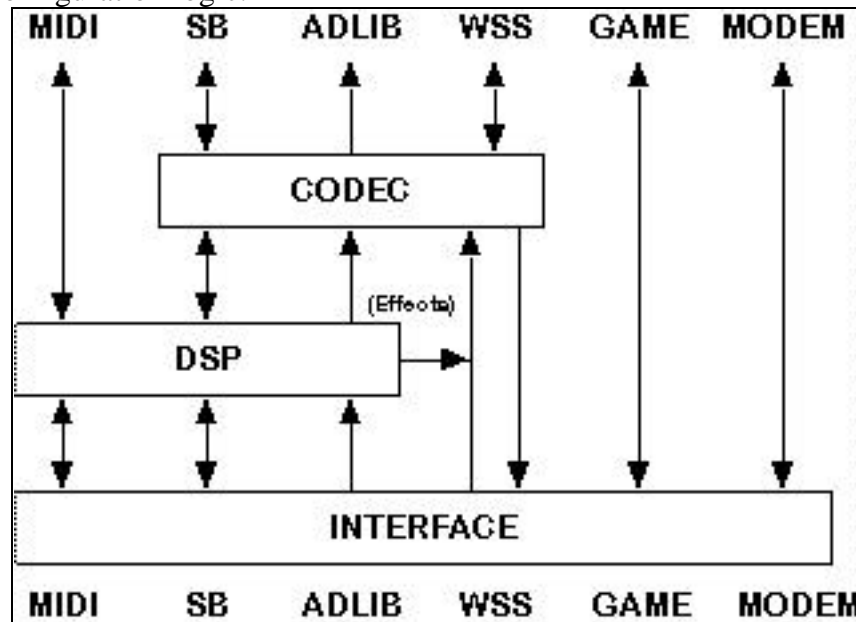 MIDI SB ADLIB WSS GAME MODEM
CODEC
(Effects)
DSP
INTERFACE
MIDI SB ADLIB WSS GAME MODEM